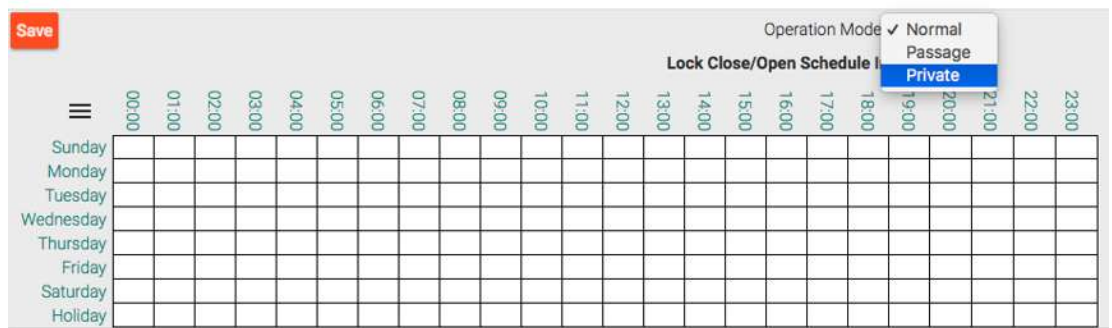 Save
Operation Mode ✓ Normal
Passage
Private
Lock Close/Open Schedule
00:00 01:00 02:00 03:00 04:00 05:00 06:00 07:00 08:00 09:00 10:00 11:00 12:00 13:00 14:00 15:00 16:00 17:00 18:00 19:00 20:00 21:00 22:00 23:00
Sunday
Monday
Tuesday
Wednesday
Thursday
Friday
Saturday
Holiday